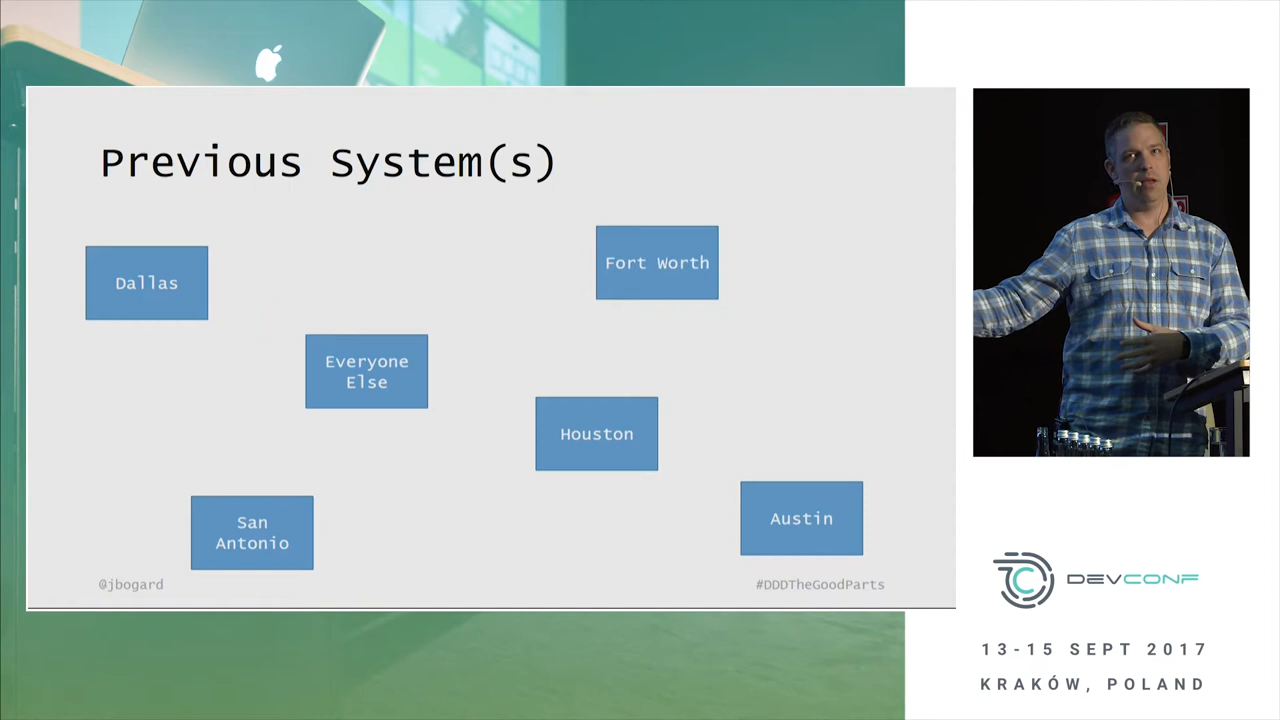 Previous System(s)
Dallas
Fort Worth
Everyone
Else
Houston
San
Antonio
Austin
@jbogard
#DDDTheGoodParts
DEVCONF
13-15 SEPT 2017
KRAKÓW, POLAND